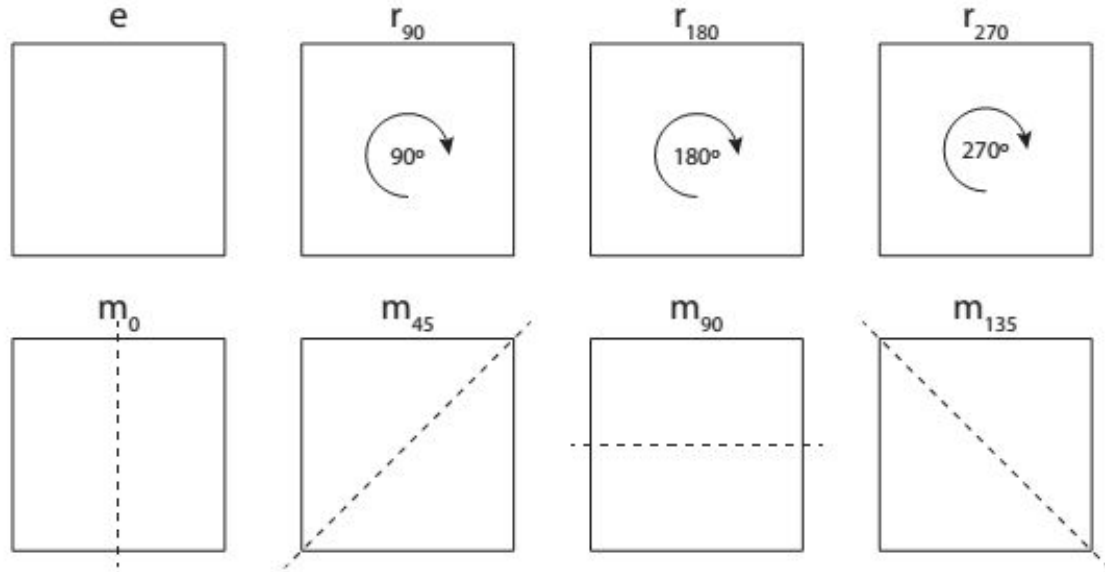 e r₉₀ r₁₈₀ r₂₇₀
90º 180º 270º
m₀ m₄₅ m₉₀ m₁₃₅